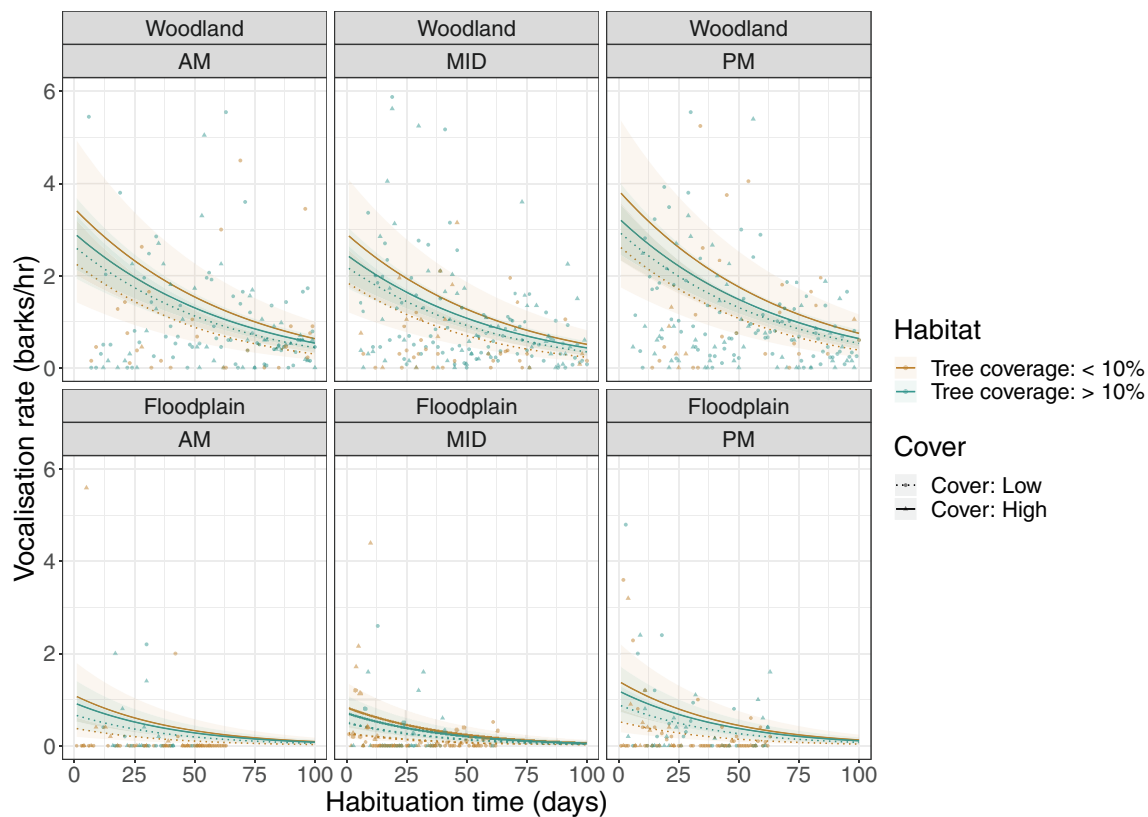 Woodland Woodland Woodland
AM MID PM
6
4
2
0
Floodplain Floodplain Floodplain
AM MID PM
6
4
2
0
0 25 50 75 100 0 25 50 75 100 0 25 50 75 100
Habituation time (days)
Vocalisation rate (barks/hr)
Habitat
Tree coverage: < 10%
Tree coverage: > 10%
Cover
Cover: Low
Cover: High